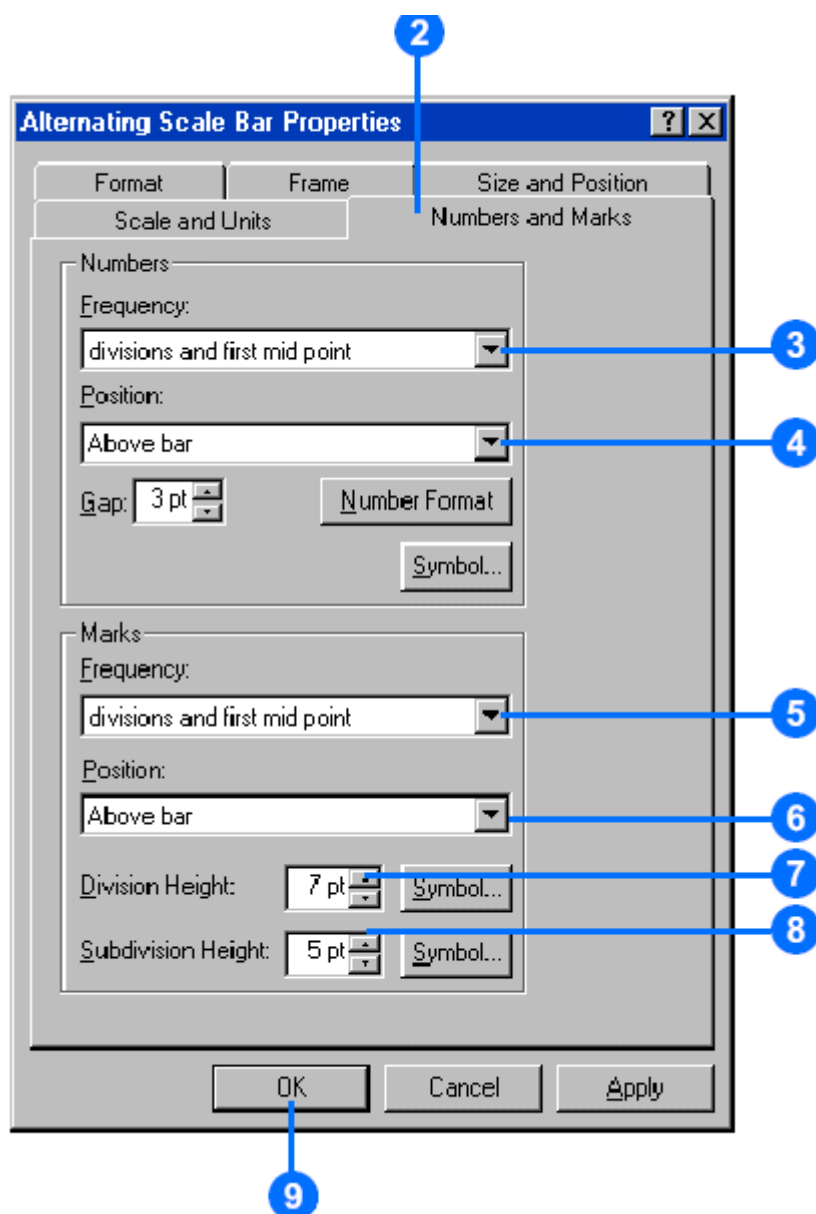 2
Alternating Scale Bar Properties
Format Frame Size and Position
Scale and Units Numbers and Marks
Numbers
Frequency:
divisions and first mid point
3
Position:
Above bar
4
Gap: 3 pt Number Format
Symbol...
Marks
Frequency:
divisions and first mid point
5
Position:
Above bar
6
Division Height: 7 pt Symbol...
7
Subdivision Height: 5 pt Symbol...
8
OK Cancel Apply
9